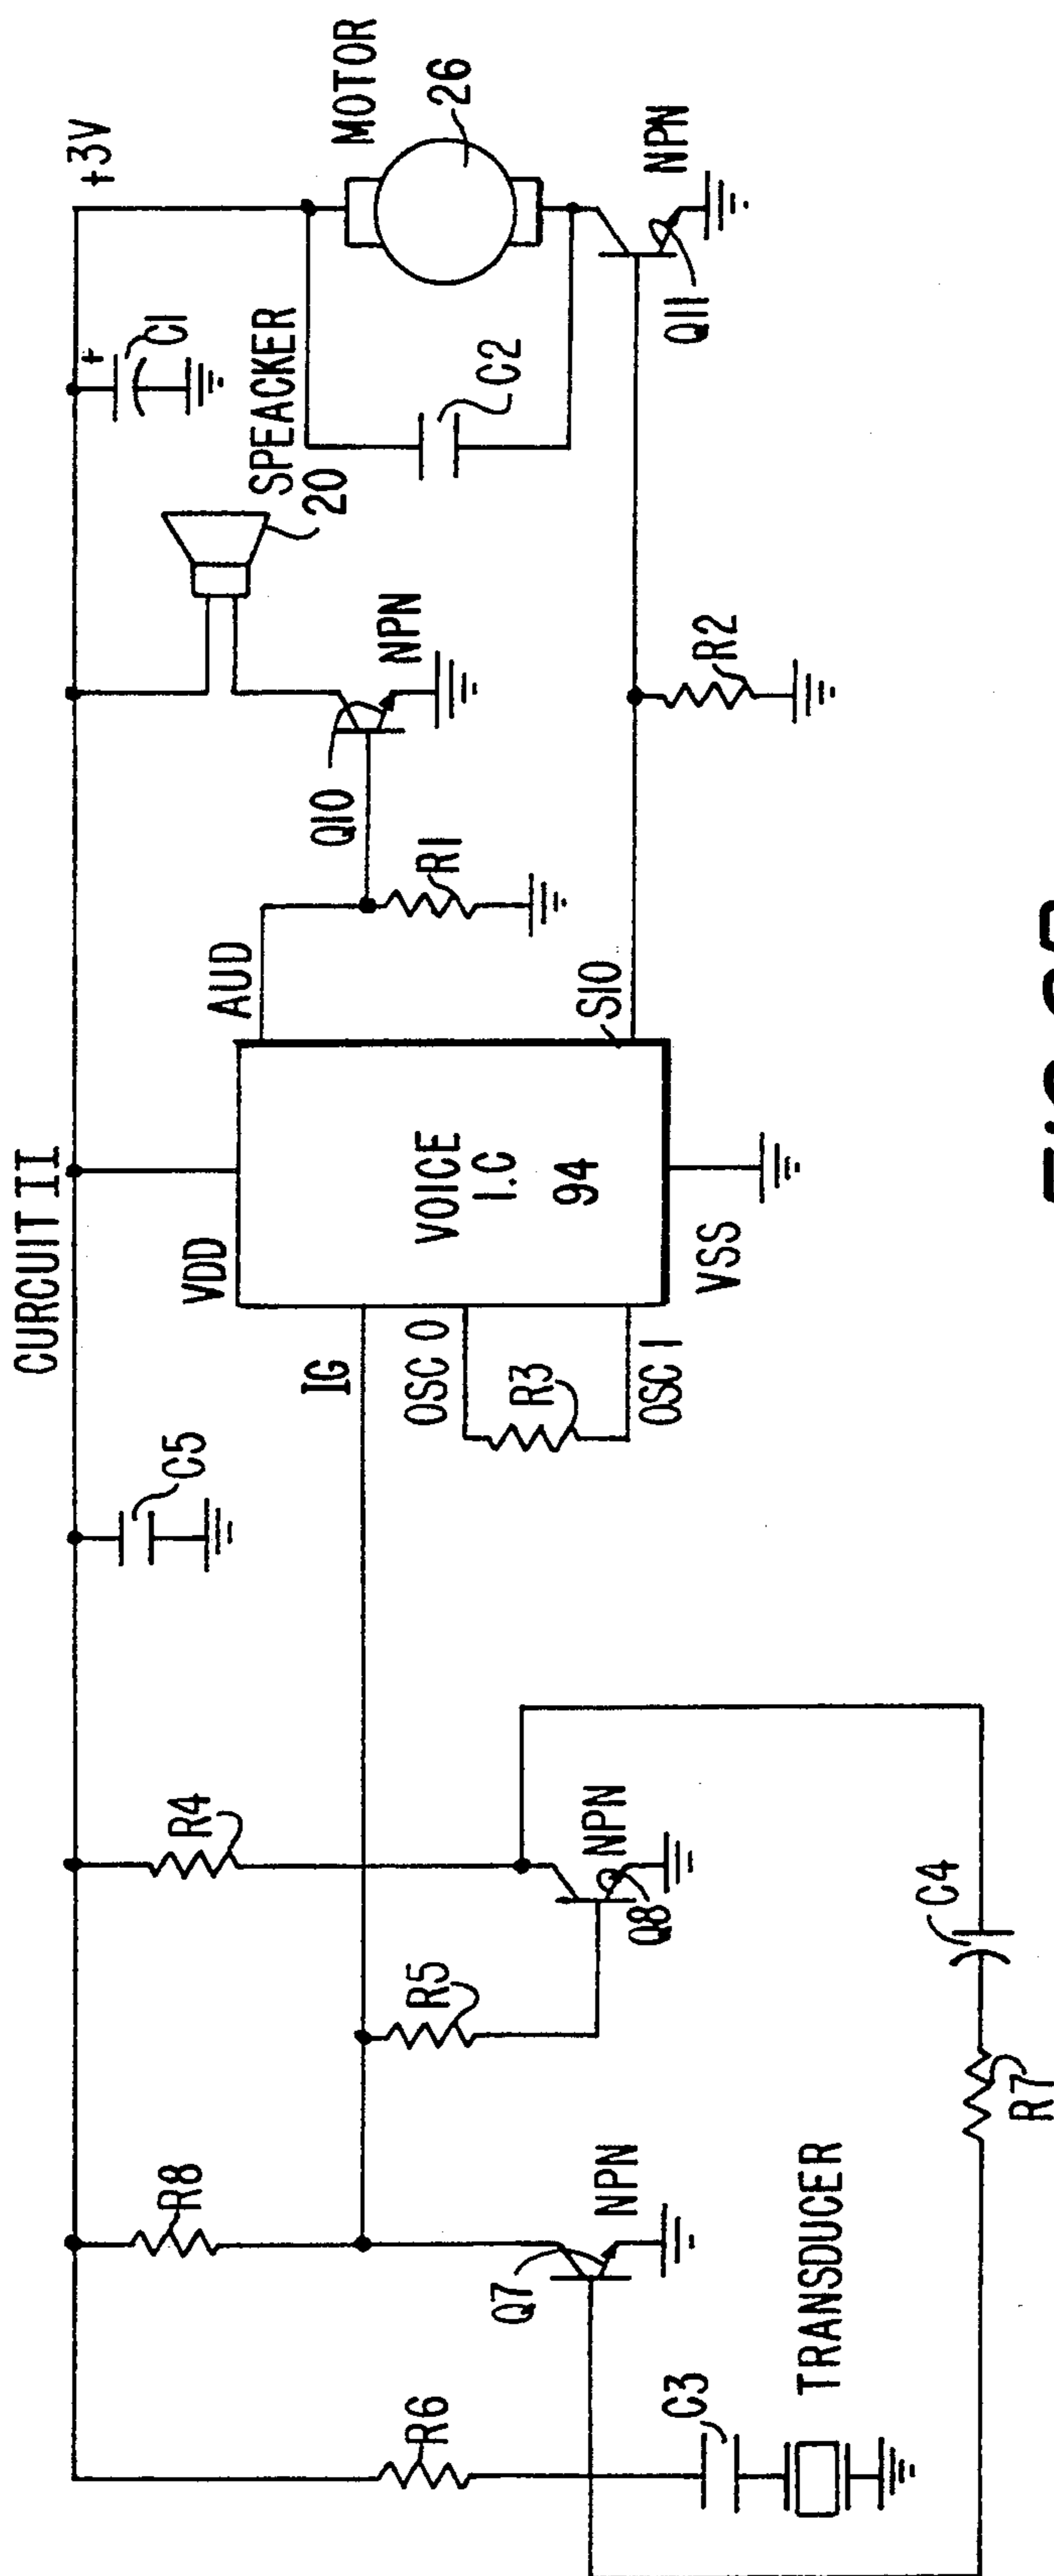 CURCUIT II
+3V
R6
R8
R4
C5
VDD
AUD
C1
SPEACKER
20
MOTOR
26
C2
Q10
NPN
R1
IG
OSC 0
R3
OSC 1
VOICE
I.C
94
VSS
SIO
R2
Q11
NPN
Q7
NPN
R5
Q8
NPN
C3
TRANSDUCER
C4
R7